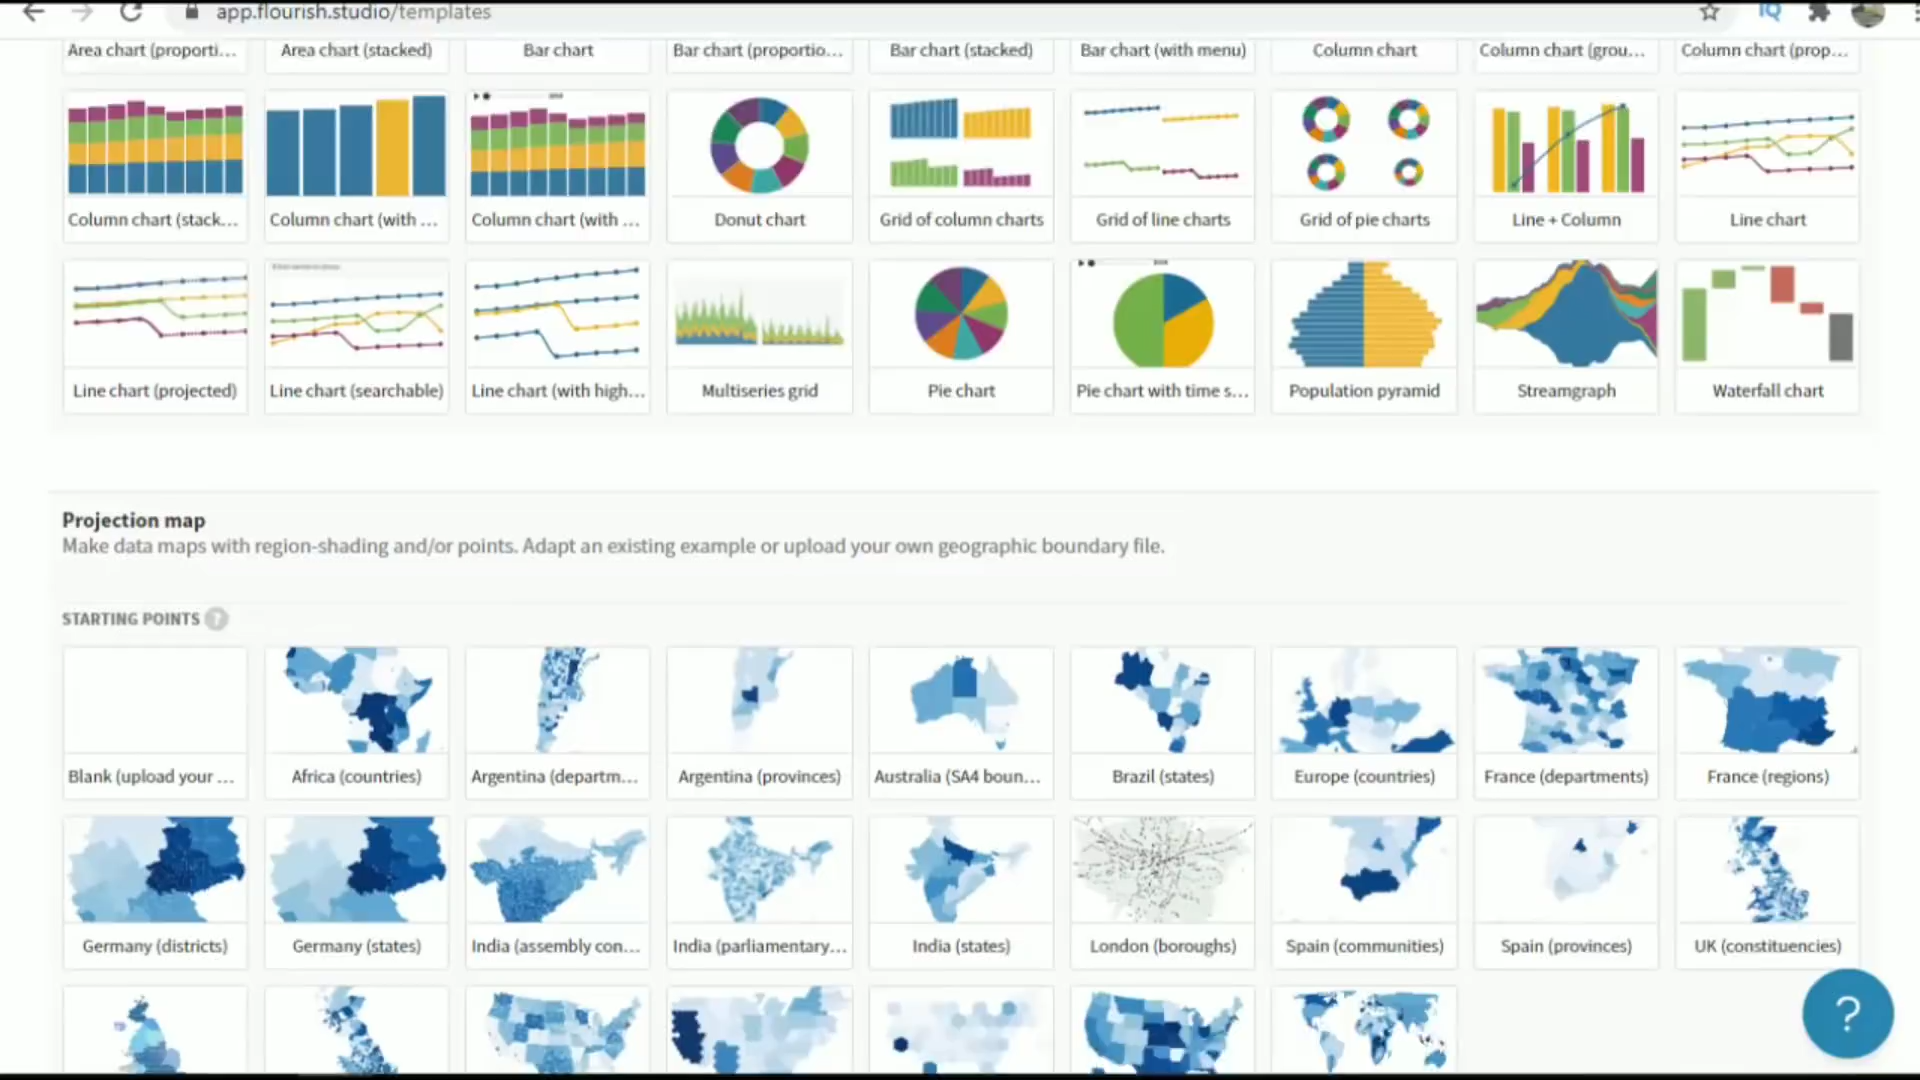 app.flourish.studio/templates
Area chart (proporti...
Area chart (stacked)
Bar chart
Bar chart (proportio...
Bar chart (stacked)
Bar chart (with menu)
Column chart
Column chart (grou...
Column chart (prop...
Column chart (stack...
Column chart (with ...
Column chart (with ...
Donut chart
Grid of column charts
Grid of line charts
Grid of pie charts
Line + Column
Line chart
Line chart (projected)
Line chart (searchable)
Line chart (with high...
Multiseries grid
Pie chart
Pie chart with time s...
Population pyramid
Streamgraph
Waterfall chart
Projection map
Make data maps with region-shading and/or points. Adapt an existing example or upload your own geographic boundary file.
STARTING POINTS ?
Blank (upload your ...
Africa (countries)
Argentina (departm...
Argentina (provinces)
Australia (SA4 boun...
Brazil (states)
Europe (countries)
France (departments)
France (regions)
Germany (districts)
Germany (states)
India (assembly con...
India (parliamentary...
India (states)
London (boroughs)
Spain (communities)
Spain (provinces)
UK (constituencies)
?